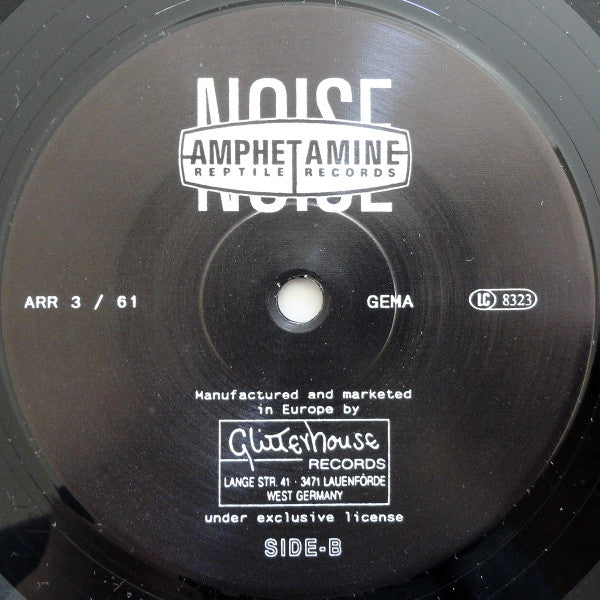 NOISE
AMPHETAMINE
REPTILE RECORDS
NOISE
ARR 3 / 61 GEMA LC 8323
Manufactured and marketed
in Europe by
Glitterhouse
RECORDS
LANGE STR. 41 · 3471 LAUENFÖRDE
WEST GERMANY
under exclusive license
SIDE-B